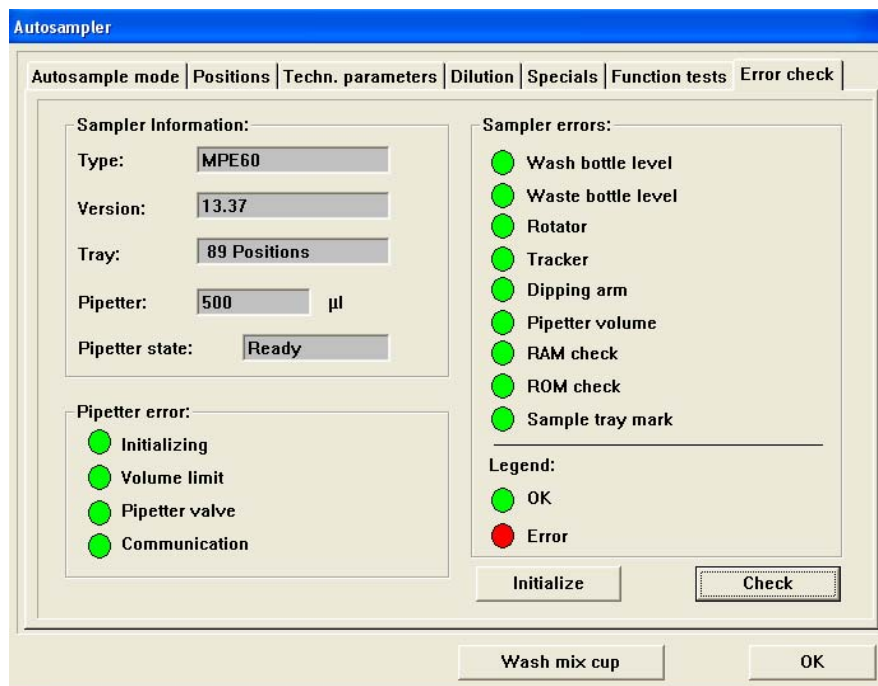 Autosampler
Autosample mode Positions Techn. parameters Dilution Specials Function tests Error check
Sampler Information:
Type: MPE60
Version: 13.37
Tray: 89 Positions
Pipetter: 500 µl
Pipetter state: Ready
Pipetter error:
Initializing
Volume limit
Pipetter valve
Communication
Sampler errors:
Wash bottle level
Waste bottle level
Rotator
Tracker
Dipping arm
Pipetter volume
RAM check
ROM check
Sample tray mark
Legend:
OK
Error
Initialize Check
Wash mix cup OK